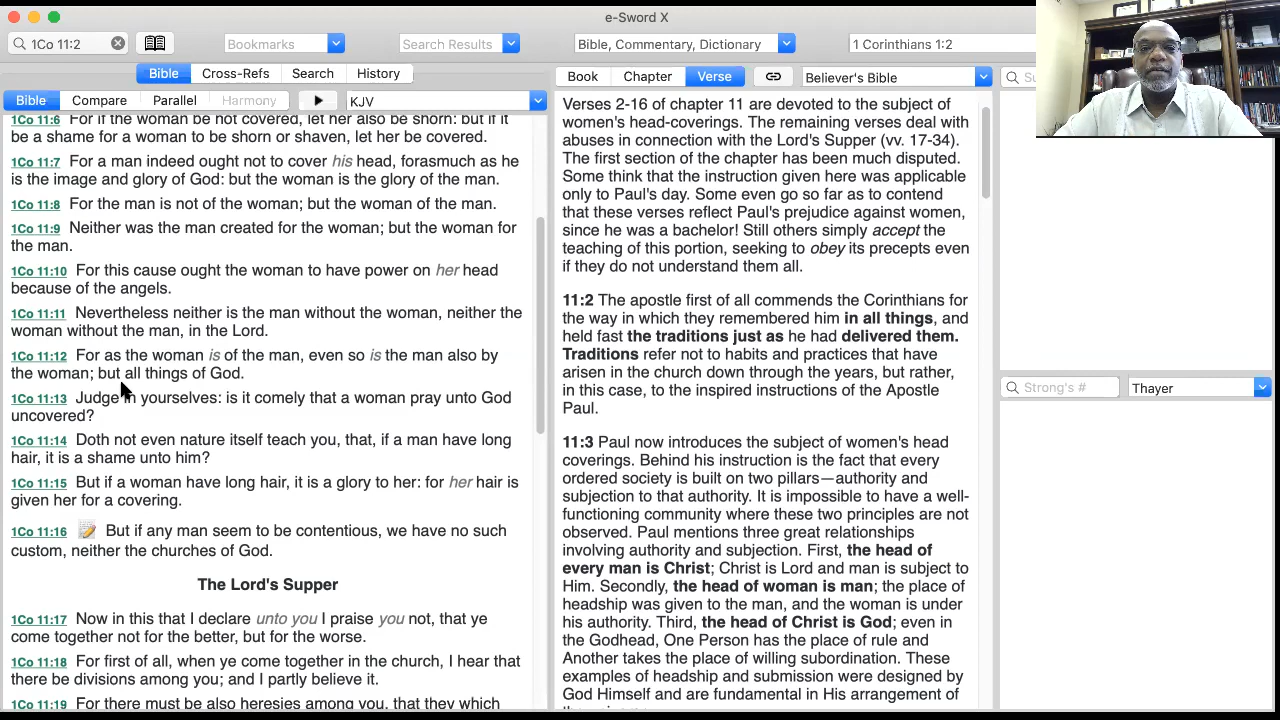 e-Sword X
1Co 11:2
Bookmarks
Search Results
Bible, Commentary, Dictionary
1 Corinthians 1:2
Bible
Cross-Refs
Search
History
Book
Chapter
Verse
Believer's Bible
Bible
Compare
Parallel
Harmony
KJV
1Co 11:6 For if the woman be not covered, let her also be shorn: but if it
be a shame for a woman to be shorn or shaven, let her be covered.
1Co 11:7 For a man indeed ought not to cover his head, forasmuch as he
is the image and glory of God: but the woman is the glory of the man.
1Co 11:8 For the man is not of the woman; but the woman of the man.
1Co 11:9 Neither was the man created for the woman; but the woman for
the man.
1Co 11:10 For this cause ought the woman to have power on her head
because of the angels.
1Co 11:11 Nevertheless neither is the man without the woman, neither the
woman without the man, in the Lord.
1Co 11:12 For as the woman is of the man, even so is the man also by
the woman; but all things of God.
1Co 11:13 Judge in yourselves: is it comely that a woman pray unto God
uncovered?
1Co 11:14 Doth not even nature itself teach you, that, if a man have long
hair, it is a shame unto him?
1Co 11:15 But if a woman have long hair, it is a glory to her: for her hair is
given her for a covering.
1Co 11:16 But if any man seem to be contentious, we have no such
custom, neither the churches of God.
The Lord's Supper
1Co 11:17 Now in this that I declare unto you I praise you not, that ye
come together not for the better, but for the worse.
1Co 11:18 For first of all, when ye come together in the church, I hear that
there be divisions among you; and I partly believe it.
1Co 11:19 For there must be also heresies among you, that they which
Verses 2-16 of chapter 11 are devoted to the subject of
women's head-coverings. The remaining verses deal with
abuses in connection with the Lord's Supper (vv. 17-34).
The first section of the chapter has been much disputed.
Some think that the instruction given here was applicable
only to Paul's day. Some even go so far as to contend
that these verses reflect Paul's prejudice against women,
since he was a bachelor! Still others simply accept the
teaching of this portion, seeking to obey its precepts even
if they do not understand them all.
11:2 The apostle first of all commends the Corinthians for
the way in which they remembered him in all things, and
held fast the traditions just as he had delivered them.
Traditions refer not to habits and practices that have
arisen in the church down through the years, but rather,
in this case, to the inspired instructions of the Apostle
Paul.
11:3 Paul now introduces the subject of women's head
coverings. Behind his instruction is the fact that every
ordered society is built on two pillars—authority and
subjection to that authority. It is impossible to have a well-
functioning community where these two principles are not
observed. Paul mentions three great relationships
involving authority and subjection. First, the head of
every man is Christ; Christ is Lord and man is subject to
Him. Secondly, the head of woman is man; the place of
headship was given to the man, and the woman is under
his authority. Third, the head of Christ is God; even in
the Godhead, One Person has the place of rule and
Another takes the place of willing subordination. These
examples of headship and submission were designed by
God Himself and are fundamental in His arrangement of
Strong's #
Thayer